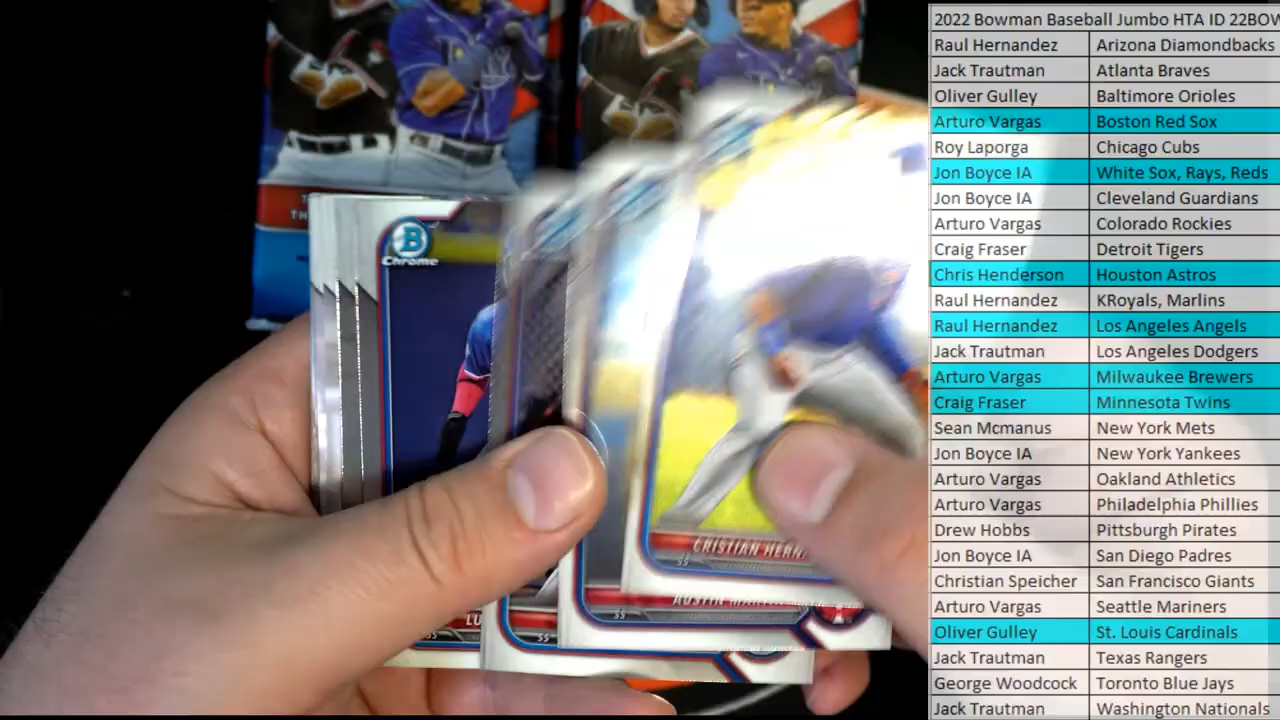 2022 Bowman Baseball Jumbo HTA ID 22BOW
Raul Hernandez Arizona Diamondbacks
Jack Trautman Atlanta Braves
Oliver Gulley Baltimore Orioles
Arturo Vargas Boston Red Sox
Roy Laporga Chicago Cubs
Jon Boyce IA White Sox, Rays, Reds
Jon Boyce IA Cleveland Guardians
Arturo Vargas Colorado Rockies
Craig Fraser Detroit Tigers
Chris Henderson Houston Astros
Raul Hernandez KRoyals, Marlins
Raul Hernandez Los Angeles Angels
Jack Trautman Los Angeles Dodgers
Arturo Vargas Milwaukee Brewers
Craig Fraser Minnesota Twins
Sean Mcmanus New York Mets
Jon Boyce IA New York Yankees
Arturo Vargas Oakland Athletics
Arturo Vargas Philadelphia Phillies
Drew Hobbs Pittsburgh Pirates
Jon Boyce IA San Diego Padres
Christian Speicher San Francisco Giants
Arturo Vargas Seattle Mariners
Oliver Gulley St. Louis Cardinals
Jack Trautman Texas Rangers
George Woodcock Toronto Blue Jays
Jack Trautman Washington Nationals
B
Chrome
CRISTIAN HERN
SS
AUSTIN
SS
LU
SS
SS